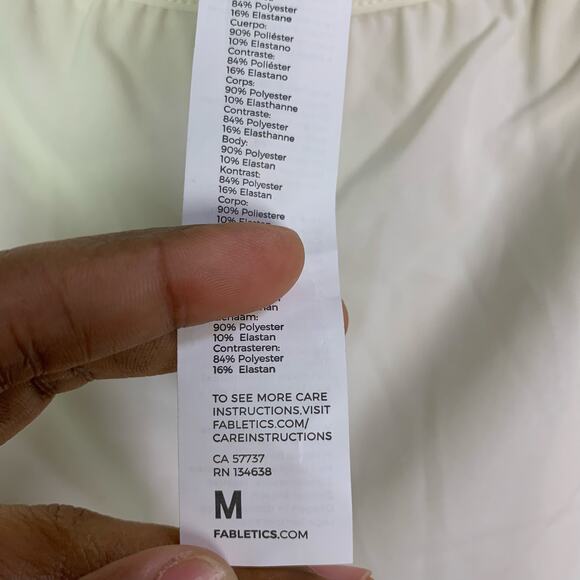 84% Polyester
16% Elastane
Cuerpo:
90% Poliéster
10% Elastano
Contraste:
84% Poliéster
16% Elastano
Corps:
90% Polyester
10% Elasthanne
Contraste:
84% Polyester
16% Elasthanne
Body:
90% Polyester
10% Elastan
Kontrast:
84% Polyester
16% Elastan
Corpo:
90% Poliestere
10%
90% Polyester
10% Elastan
Contrasteren:
84% Polyester
16% Elastan
TO SEE MORE CARE
INSTRUCTIONS,VISIT
FABLETICS.COM/
CAREINSTRUCTIONS
CA 57737
RN 134638
M
FABLETICS.COM